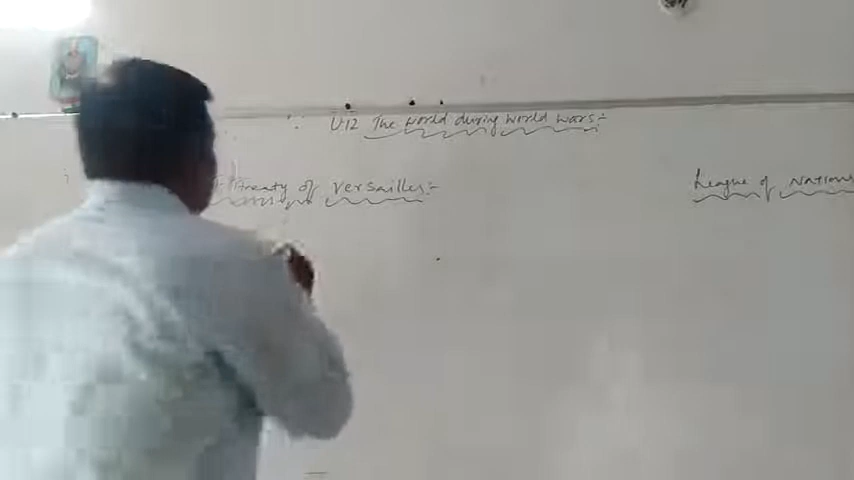 U.12 The world during world wars:-
Treaty of Versailles:-
League of Nations